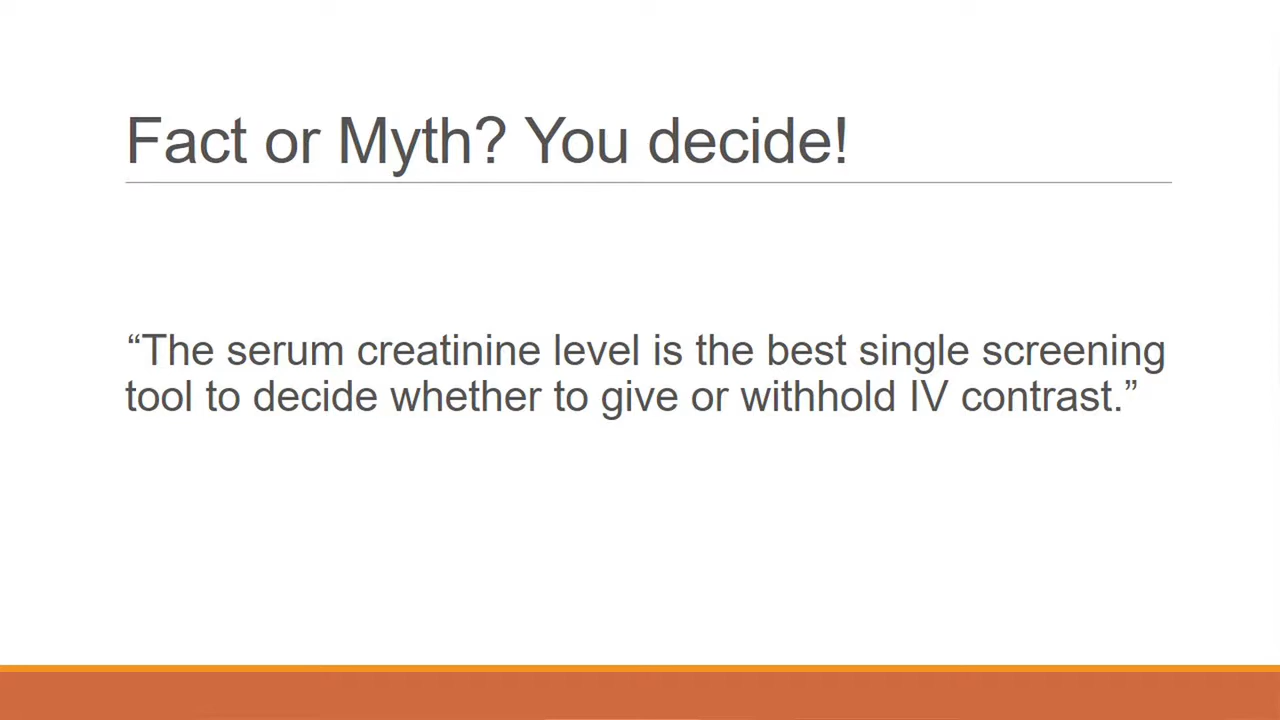 Fact or Myth? You decide!
“The serum creatinine level is the best single screening
tool to decide whether to give or withhold IV contrast.”